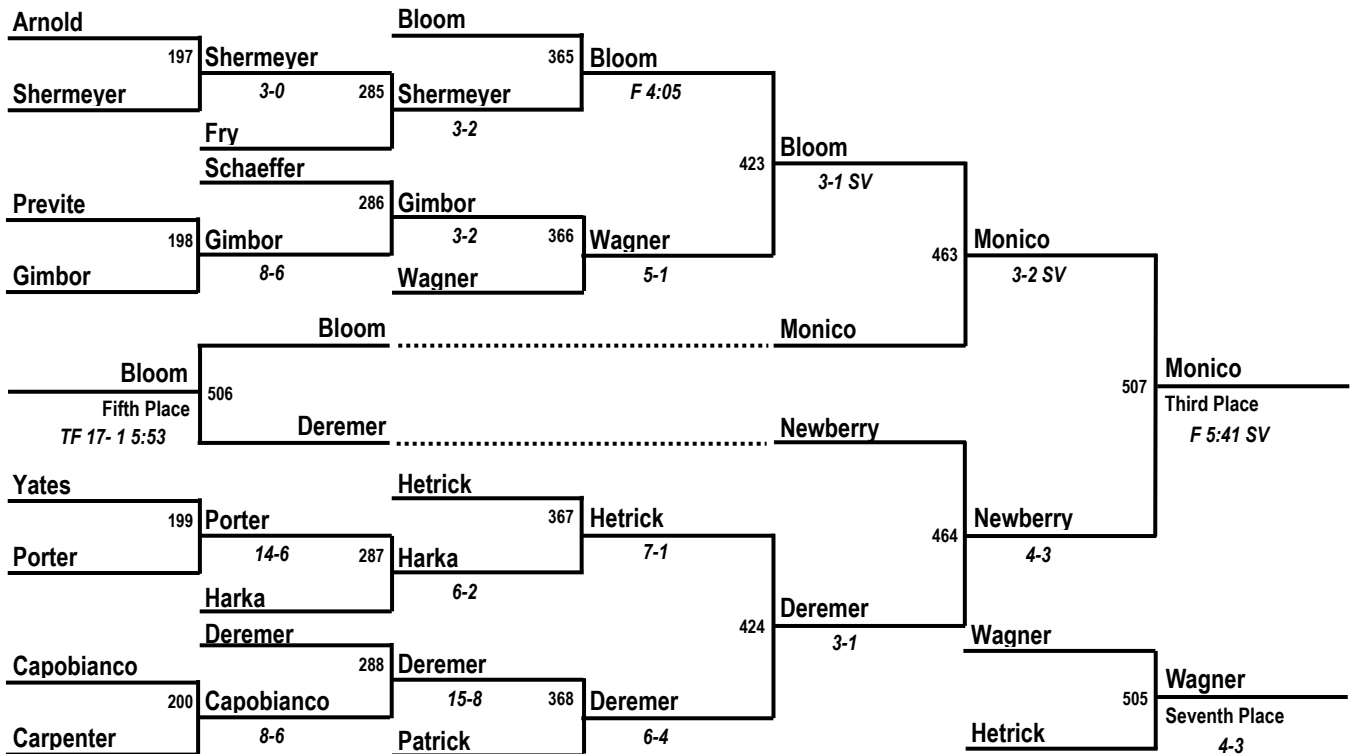 Arnold
Bloom
197 Shermeyer
365 Bloom
Shermeyer
3-0
285 Shermeyer
F 4:05
Fry
3-2
Schaeffer
423 Bloom
3-1 SV
Previte
286 Gimbor
198 Gimbor
3-2
366 Wagner
463 Monico
Gimbor
8-6
Wagner
5-1
3-2 SV
Bloom
Monico
Bloom
506
507 Monico
Fifth Place
Third Place
TF 17- 1 5:53
Deremer
Newberry
F 5:41 SV
Yates
Hetrick
199 Porter
367 Hetrick
464 Newberry
Porter
14-6
287 Harka
7-1
4-3
Harka
6-2
Deremer
424 Deremer
3-1
Wagner
Capobianco
288 Deremer
200 Capobianco
15-8
368 Deremer
505 Wagner
Carpenter
8-6
Patrick
6-4
Hetrick
Seventh Place
4-3